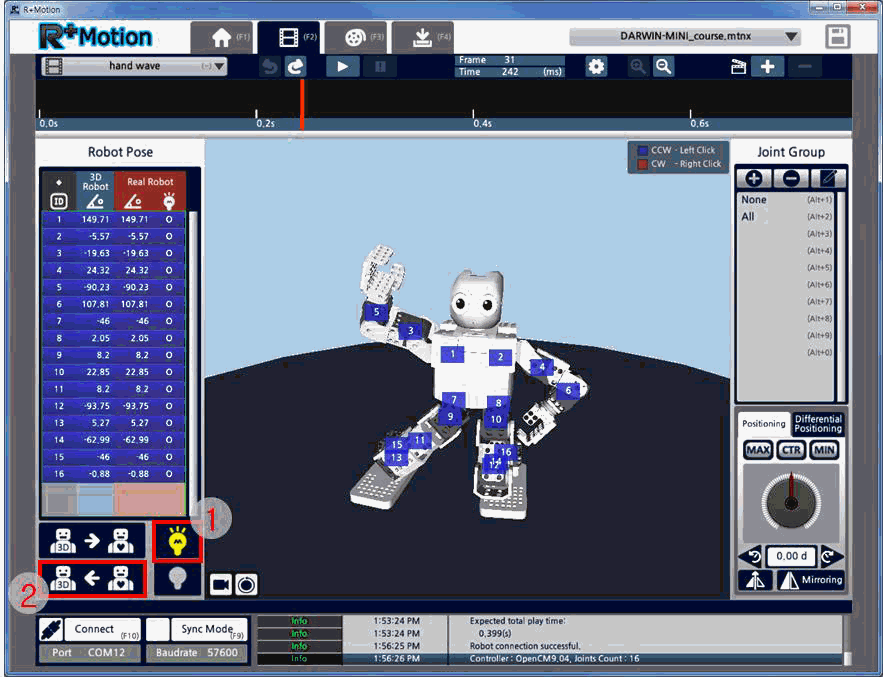 R+Motion
R+Motion
(F1)
(F2)
(F3)
(F4)
DARWIN-MINI_course.mtnx
hand wave
(-)
Frame 31
Time 242 (ms)
0.0s
0.2s
0.4s
0.6s
Robot Pose
3D Robot
Real Robot
ID
1 149.71 149.71 O
2 -5.57 -5.57 O
3 -19.63 -19.63 O
4 24.32 24.32 O
5 -90.23 -90.23 O
6 107.81 107.81 O
7 -46 -46 O
8 2.05 2.05 O
9 8.2 8.2 O
10 22.85 22.85 O
11 8.2 8.2 O
12 -93.75 -93.75 O
13 5.27 5.27 O
14 -62.99 -62.99 O
15 -46 -46 O
16 -0.88 -0.88 O
CCW - Left Click
CW - Right Click
5
3
1
2
4
6
7
8
9
10
11
15
13
16
14
12
Joint Group
None (Alt+1)
All (Alt+2)
(Alt+3)
(Alt+4)
(Alt+5)
(Alt+6)
(Alt+7)
(Alt+8)
(Alt+9)
(Alt+0)
Positioning
Differential Positioning
MAX CTR MIN
0.00 d
Mirroring
3D
1
3D
2
Connect (F10)
Sync Mode (F9)
Port COM12
Baudrate 57600
Info 1:53:24 PM Expected total play time:
Info 1:53:24 PM 0.399(s)
Info 1:56:25 PM Robot connection successful.
Info 1:56:26 PM Controller : OpenCM9.04, Joints Count : 16